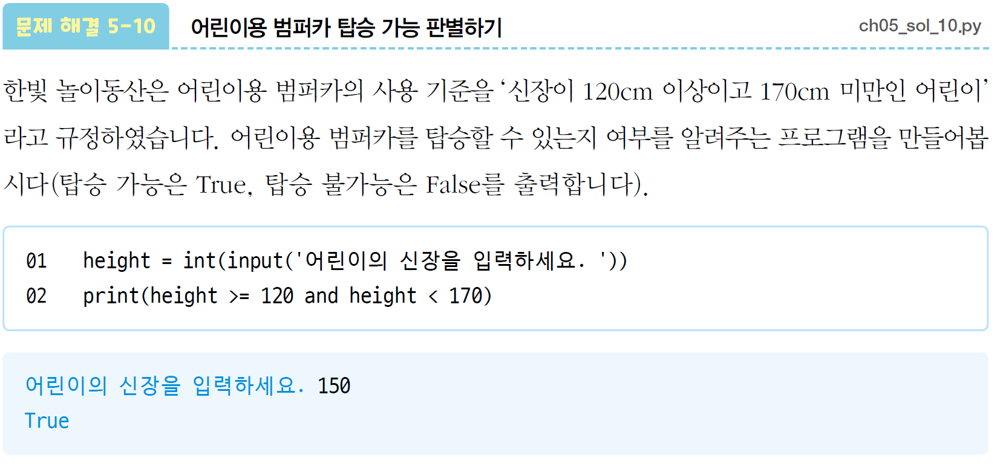 문제 해결 5-10 어린이용 범퍼카 탑승 가능 판별하기 ch05_sol_10.py
한빛 놀이동산은 어린이용 범퍼카의 사용 기준을 ‘신장이 120cm 이상이고 170cm 미만인 어린이’
라고 규정하였습니다. 어린이용 범퍼카를 탑승할 수 있는지 여부를 알려주는 프로그램을 만들어봅
시다(탑승 가능은 True, 탑승 불가능은 False를 출력합니다).
01 height = int(input('어린이의 신장을 입력하세요. '))
02 print(height >= 120 and height < 170)
어린이의 신장을 입력하세요. 150
True